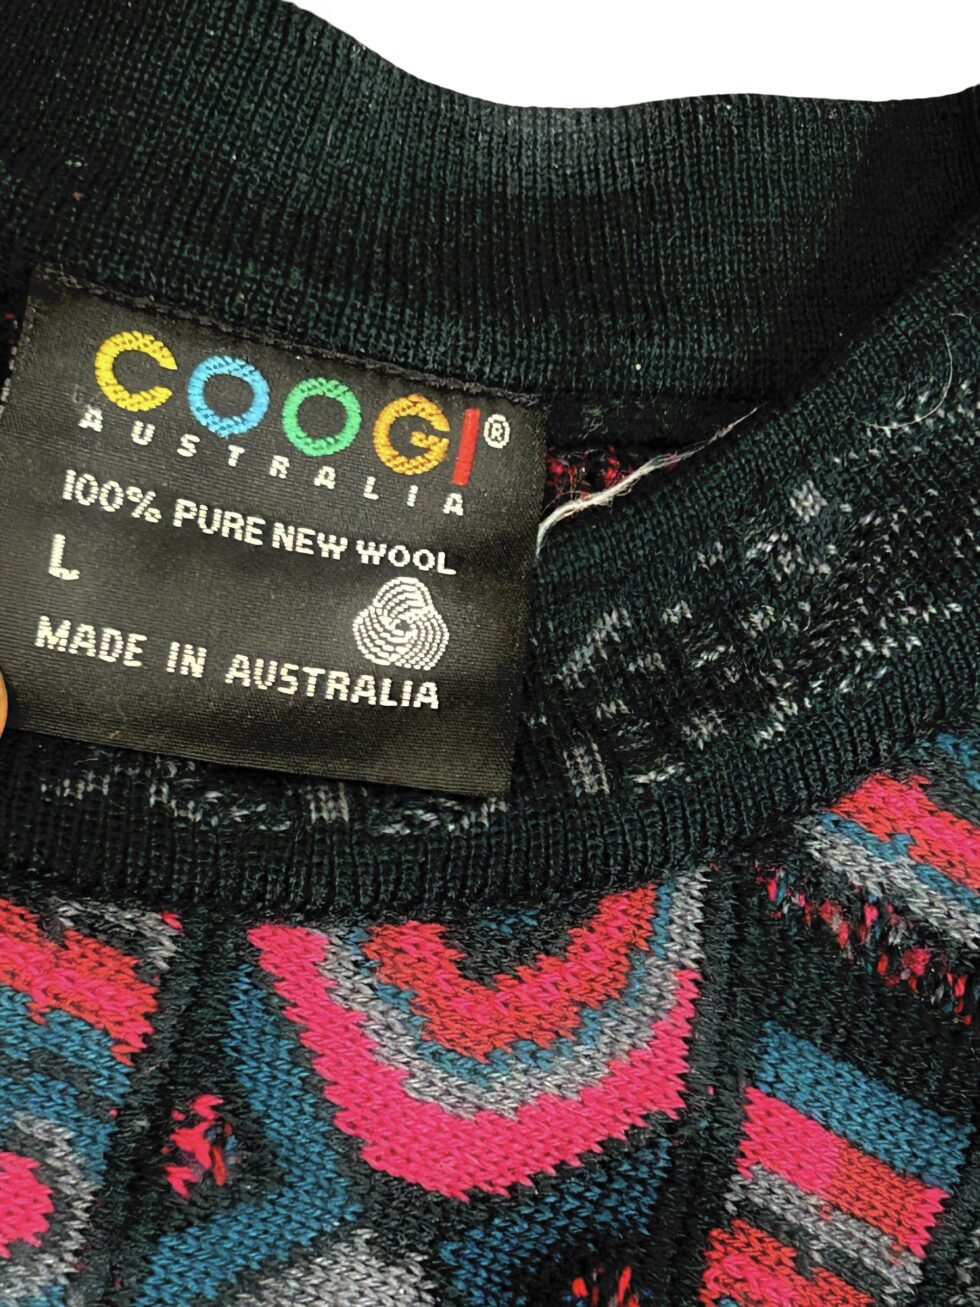 COOGI®
AUSTRALIA
100% PURE NEW WOOL
L
MADE IN AUSTRALIA